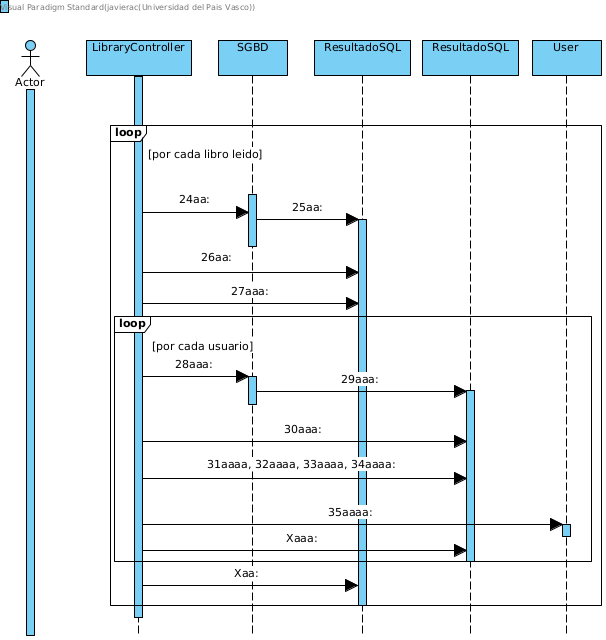 Visual Paradigm Standard(javierac(Universidad del Pais Vasco))
LibraryController
SGBD
ResultadoSQL
ResultadoSQL
User
Actor
loop
[por cada libro leido]
24aa:
25aa:
26aa:
27aaa:
loop
[por cada usuario]
28aaa:
29aaa:
30aaa:
31aaaa, 32aaaa, 33aaaa, 34aaaa:
35aaaa:
Xaaa:
Xaa: